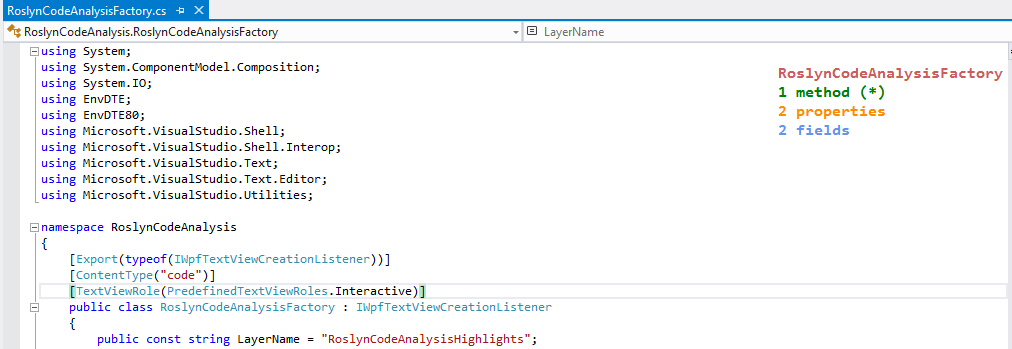 RoslynCodeAnalysisFactory.cs
RoslynCodeAnalysis.RoslynCodeAnalysisFactory LayerName
using System;
using System.ComponentModel.Composition;
using System.IO;
using EnvDTE;
using EnvDTE80;
using Microsoft.VisualStudio.Shell;
using Microsoft.VisualStudio.Shell.Interop;
using Microsoft.VisualStudio.Text;
using Microsoft.VisualStudio.Text.Editor;
using Microsoft.VisualStudio.Utilities;
RoslynCodeAnalysisFactory
1 method (*)
2 properties
2 fields
namespace RoslynCodeAnalysis
{
[Export(typeof(IWpfTextViewCreationListener))]
[ContentType("code")]
[TextViewRole(PredefinedTextViewRoles.Interactive)]
public class RoslynCodeAnalysisFactory : IWpfTextViewCreationListener
{
public const string LayerName = "RoslynCodeAnalysisHighlights";